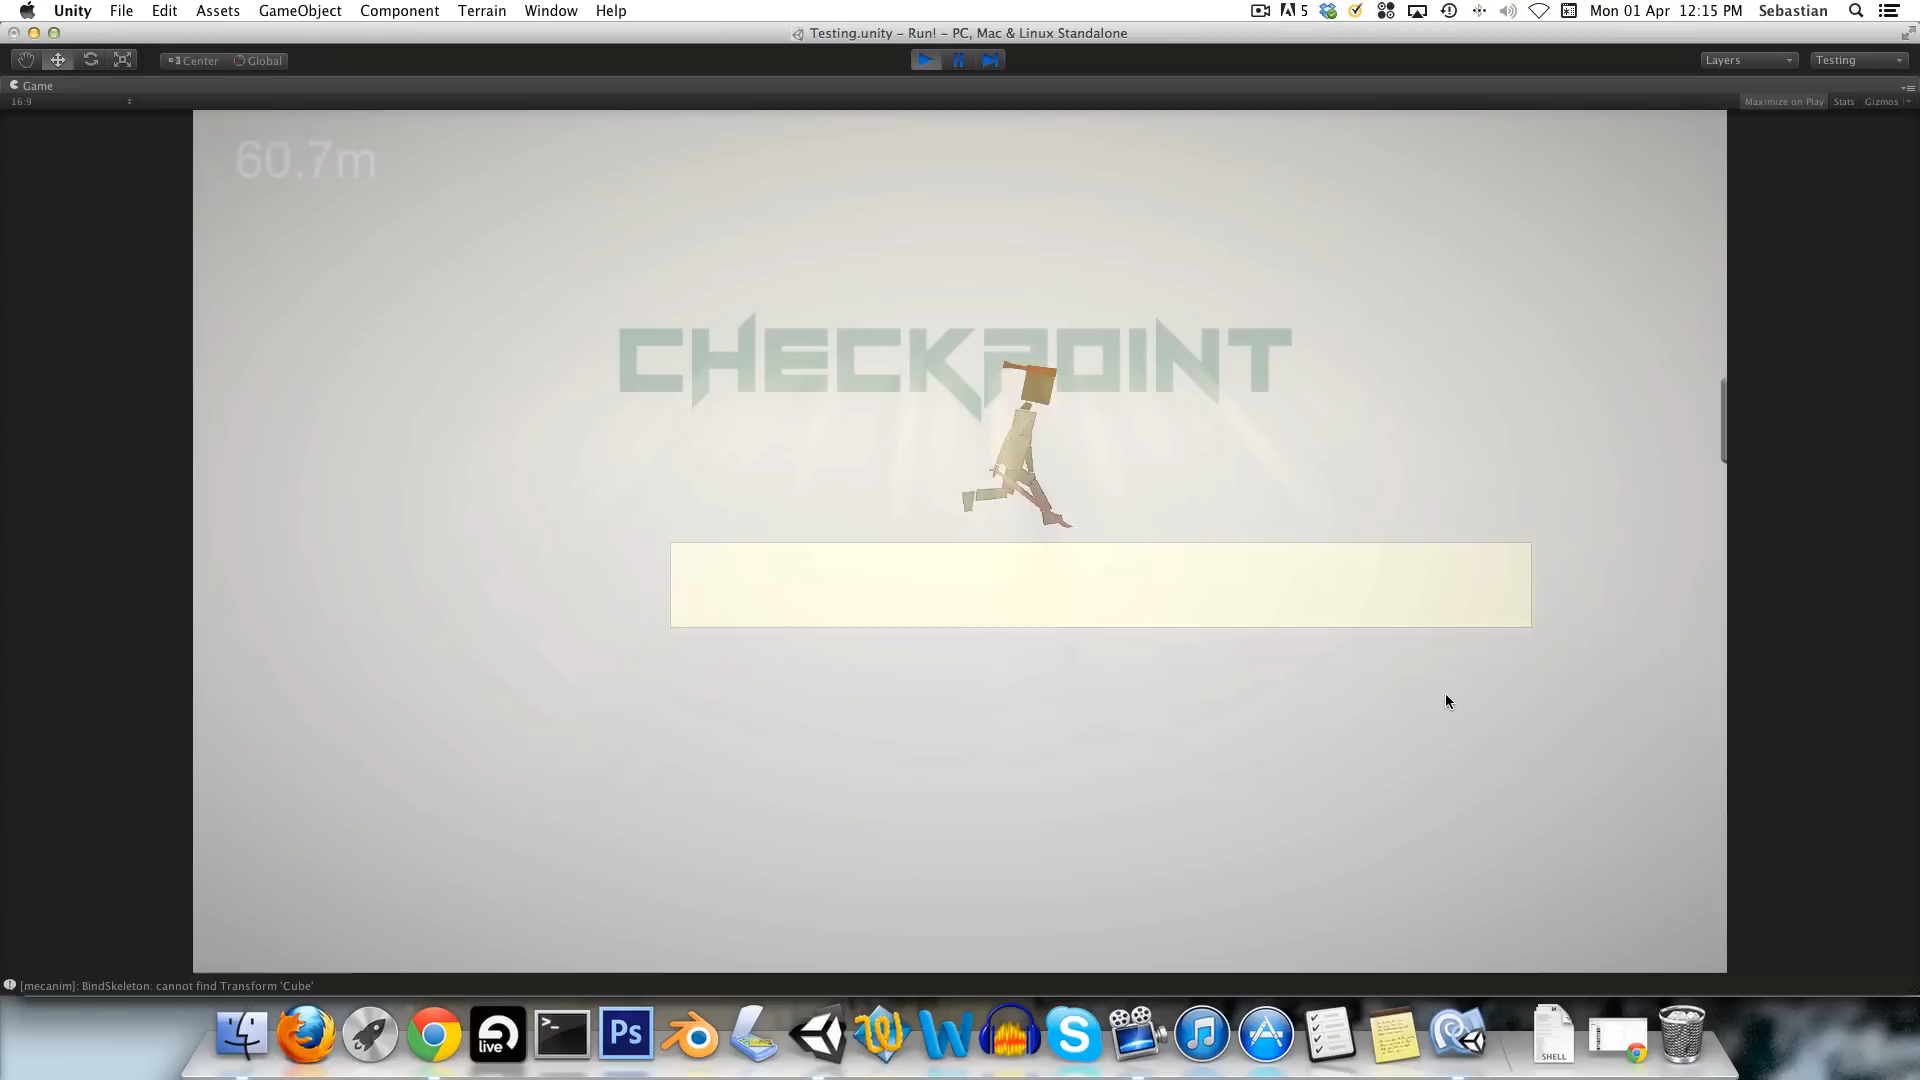 Unity File Edit Assets GameObject Component Terrain Window Help 5 Mon 01 Apr 12:15 PM Sebastian
Testing.unity – Run! – PC, Mac & Linux Standalone
Center Global Layers Testing
Game
16:9 Maximize on Play Stats Gizmos
60.7m
CHECKPOINT
[mecanim]: BindSkeleton: cannot find Transform 'Cube'
live >_ Ps W S SHELL